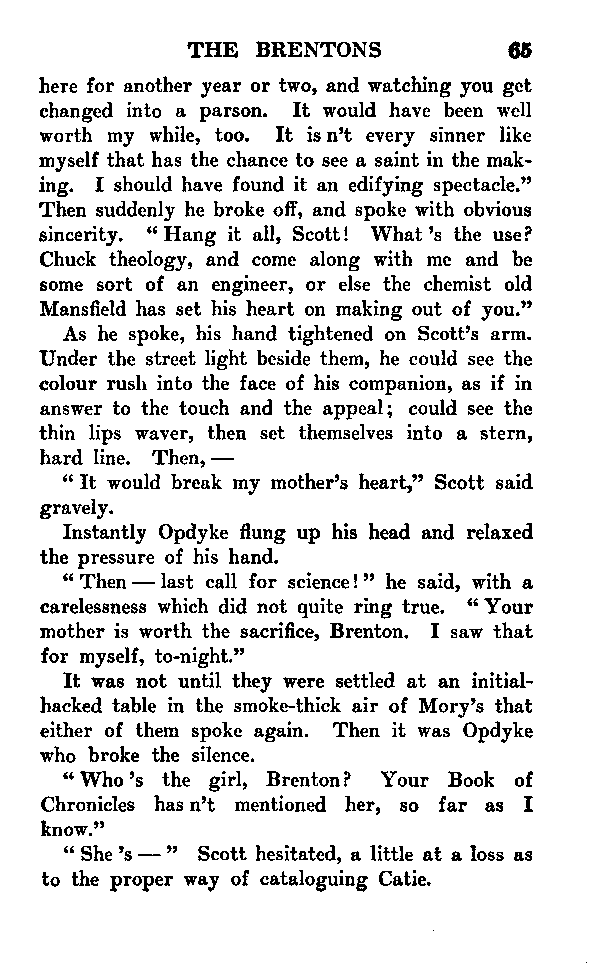 THE BRENTONS 65
here for another year or two, and watching you get
changed into a parson. It would have been well
worth my while, too. It is n't every sinner like
myself that has the chance to see a saint in the mak-
ing. I should have found it an edifying spectacle."
Then suddenly he broke off, and spoke with obvious
sincerity. "Hang it all, Scott! What 's the use?
Chuck theology, and come along with me and be
some sort of an engineer, or else the chemist old
Mansfield has set his heart on making out of you."
As he spoke, his hand tightened on Scott's arm.
Under the street light beside them, he could see the
colour rush into the face of his companion, as if in
answer to the touch and the appeal; could see the
thin lips waver, then set themselves into a stern,
hard line. Then, —
"It would break my mother's heart," Scott said
gravely.
Instantly Opdyke flung up his head and relaxed
the pressure of his hand.
"Then — last call for science!" he said, with a
carelessness which did not quite ring true. "Your
mother is worth the sacrifice, Brenton. I saw that
for myself, to-night."
It was not until they were settled at an initial-
hacked table in the smoke-thick air of Mory's that
either of them spoke again. Then it was Opdyke
who broke the silence.
"Who 's the girl, Brenton? Your Book of
Chronicles has n't mentioned her, so far as I
know."
"She 's — " Scott hesitated, a little at a loss as
to the proper way of cataloguing Catie.